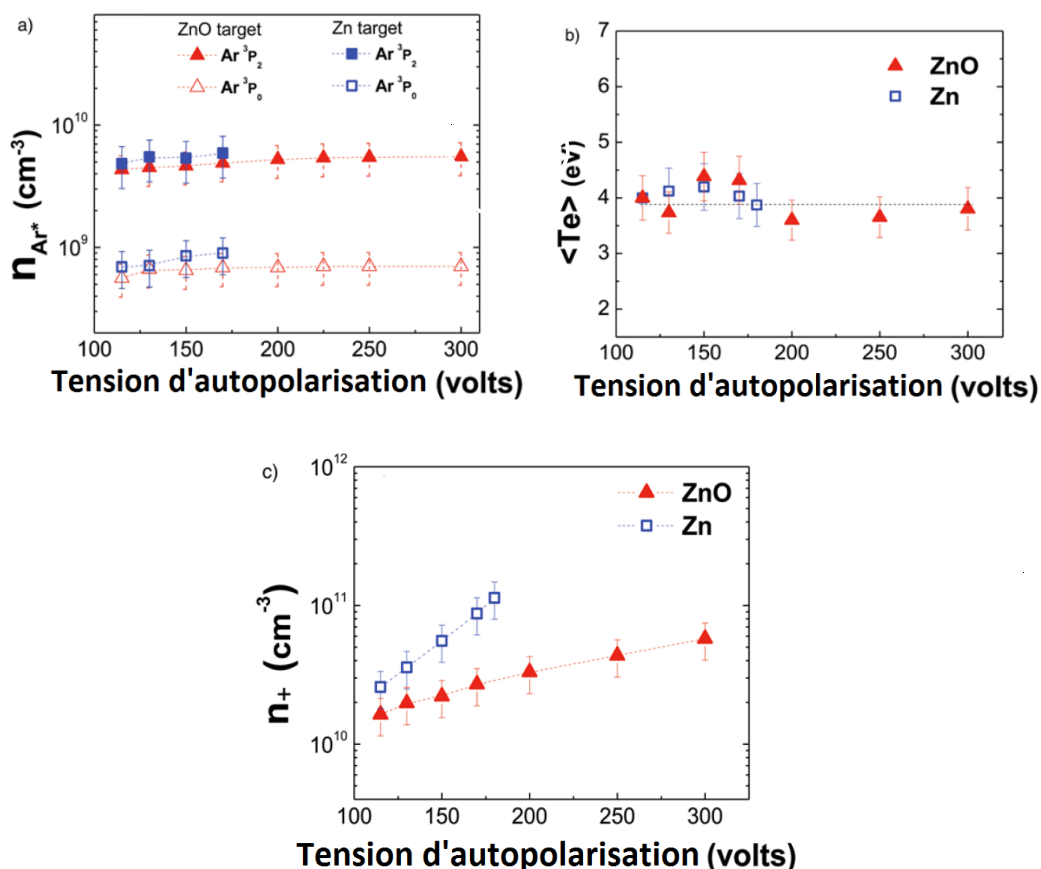 a)
ZnO target Zn target
Ar ³P₂ Ar ³P₂
Ar ³P₀ Ar ³P₀
n_Ar* (cm⁻³)
10¹⁰
10⁹
100 150 200 250 300
Tension d'autopolarisation (volts)
b)
ZnO
Zn
<Te> (eV)
7
6
5
4
3
2
100 150 200 250 300
Tension d'autopolarisation (volts)
c)
ZnO
Zn
n₊ (cm⁻³)
10¹²
10¹¹
10¹⁰
100 150 200 250 300
Tension d'autopolarisation (volts)